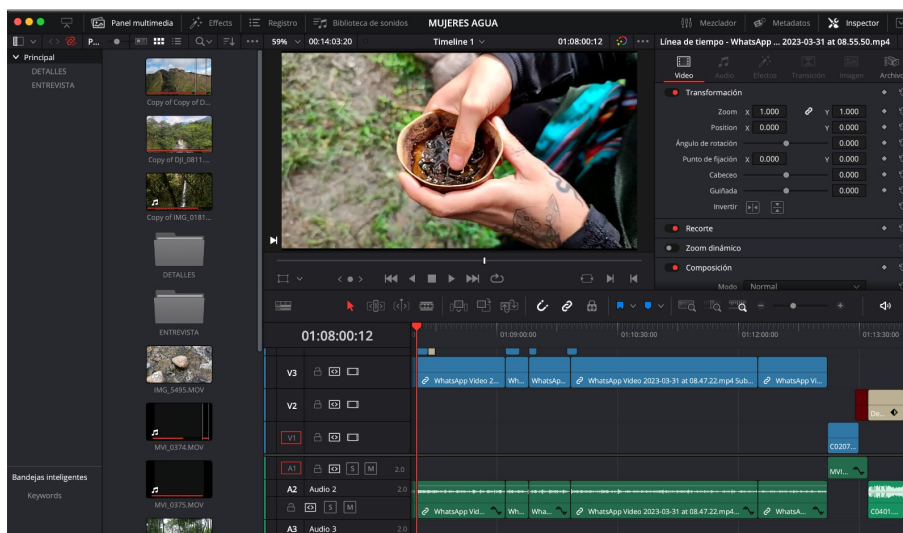 Panel multimedia Effects Registro Biblioteca de sonidos MUJERES AGUA Mezclador Metadatos Inspector
P... 59% 00:14:03:20 Timeline 1 01:08:00:12 Línea de tiempo - WhatsApp ... 2023-03-31 at 08.55.50.mp4
Principal
DETALLES
ENTREVISTA
Copy of Copy of D...
Copy of DJI_0811....
Copy of IMG_0181...
DETALLES
ENTREVISTA
IMG_5495.MOV
MVI_0374.MOV
MVI_0375.MOV
Bandejas inteligentes
Keywords
Video Audio Efectos Transición Imagen Archivo
Transformación
Zoom X 1.000 Y 1.000
Position X 0.000 Y 0.000
Ángulo de rotación 0.000
Punto de fijación X 0.000 Y 0.000
Cabeceo 0.000
Guiñada 0.000
Invertir
Recorte
Zoom dinámico
Composición
Modo Normal
01:08:00:12 01:09:00:00 01:10:30:00 01:12:00:00 01:13:30:00
V3 WhatsApp Video 2... Wh... WhatsAp... WhatsApp Video 2023-03-31 at 08.47.22.mp4 Sub... WhatsApp Vi...
V2 De...
V1 C0207...
A1 S M 2.0 MVI...
A2 Audio 2 2.0
S M WhatsApp Vid... Wh... Wha... WhatsApp Video 2023-03-31 at 08.47.22.mp4... WhatsA... C0401....
A3 Audio 3 2.0